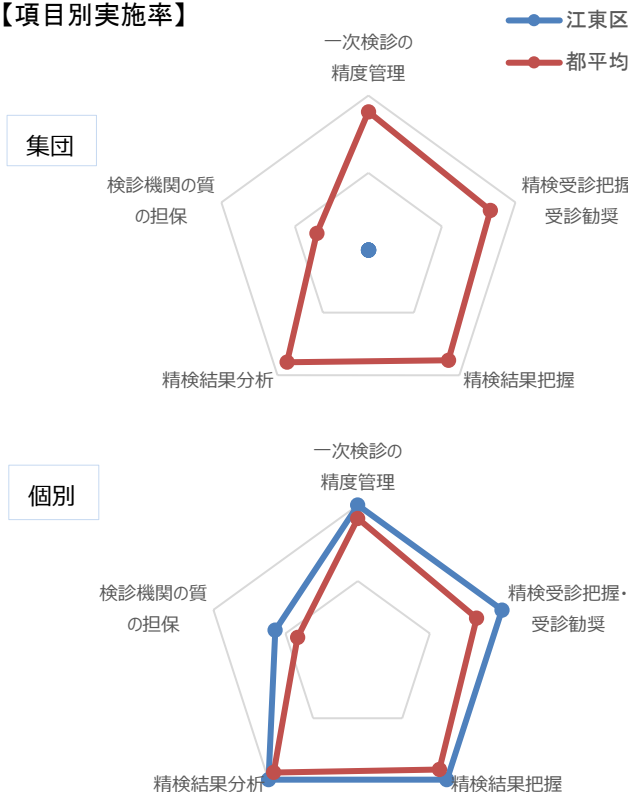 【項目別実施率】
江東区
都平均
集団
一次検診の
精度管理
精検受診把握
受診勧奨
精検結果把握
精検結果分析
検診機関の質
の担保
個別
一次検診の
精度管理
精検受診把握・
受診勧奨
精検結果把握
精検結果分析
検診機関の質
の担保